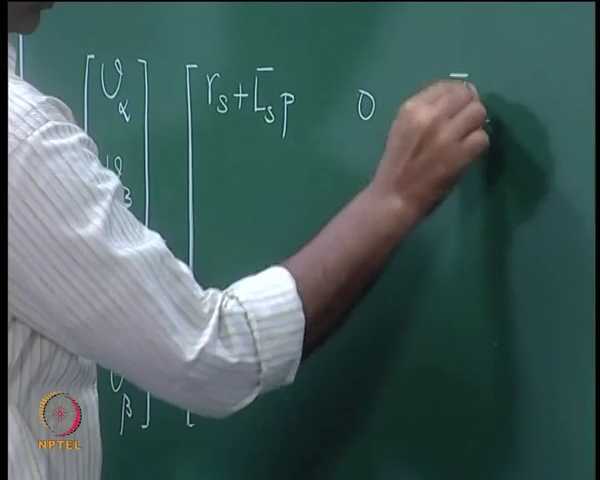 [ v_α ] [ r_s + L̅_s p 0
v_β
v_β ] [
NPTEL